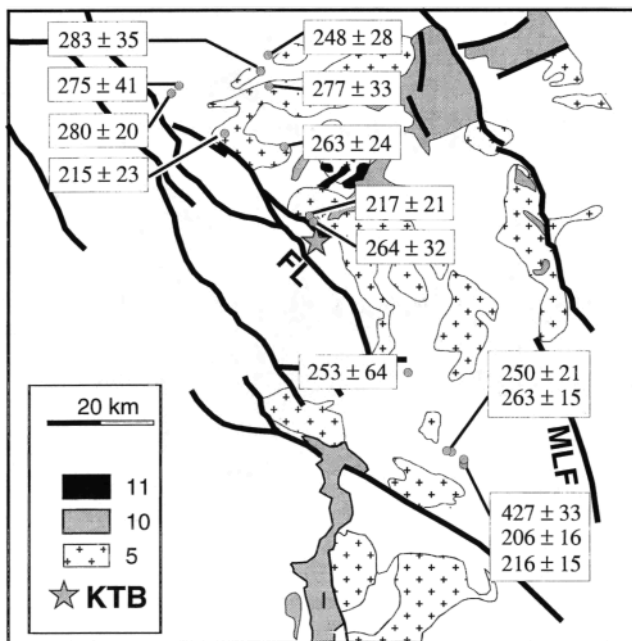 283 ± 35
248 ± 28
275 ± 41
277 ± 33
280 ± 20
263 ± 24
215 ± 23
217 ± 21
264 ± 32
FL
253 ± 64
250 ± 21
263 ± 15
MLF
427 ± 33
206 ± 16
216 ± 15
20 km
11
10
5
KTB